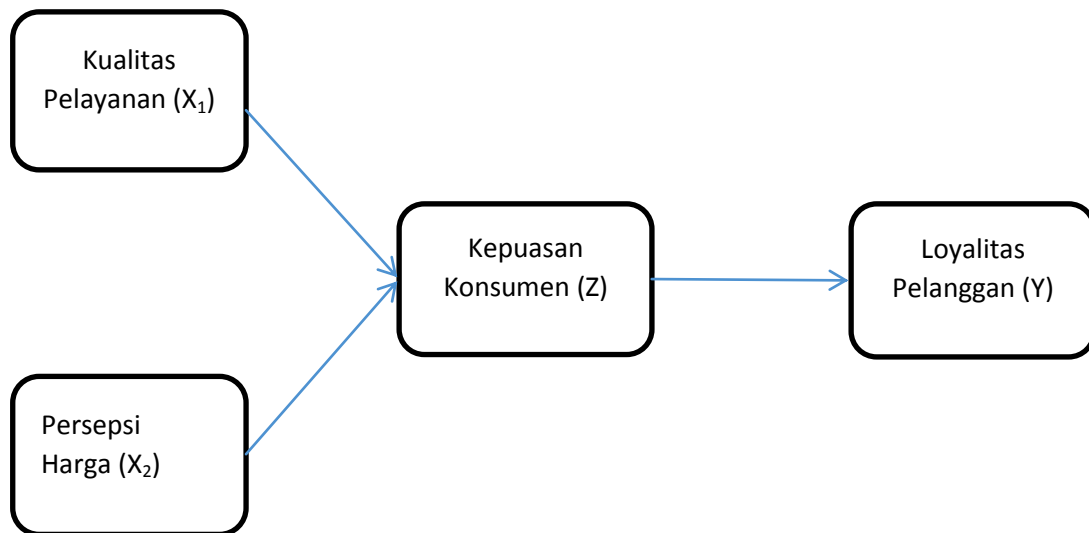 Kualitas
Pelayanan (X₁)
Kepuasan
Konsumen (Z)
Loyalitas
Pelanggan (Y)
Persepsi
Harga (X₂)